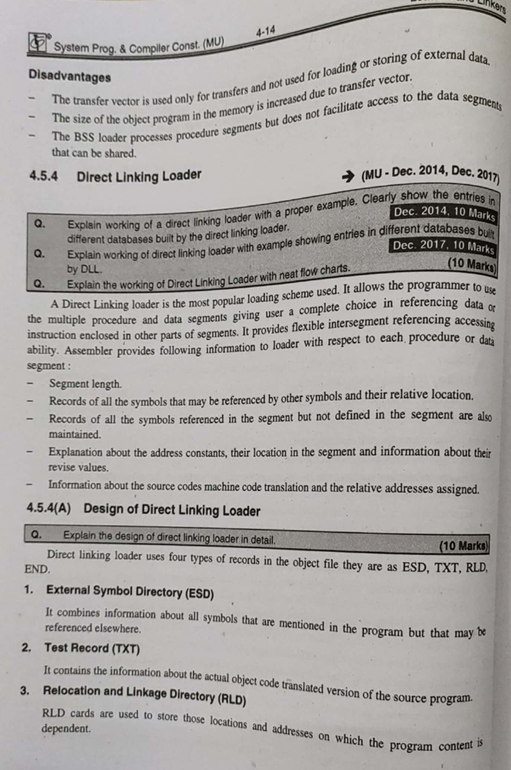 Linkers
System Prog. & Compiler Const. (MU)
4-14
Disadvantages
– The transfer vector is used only for transfers and not used for loading or storing of external data.
– The size of the object program in the memory is increased due to transfer vector.
– The BSS loader processes procedure segments but does not facilitate access to the data segments
that can be shared.
4.5.4 Direct Linking Loader
→ (MU - Dec. 2014, Dec. 2017)
Q. Explain working of a direct linking loader with a proper example. Clearly show the entries in
different databases built by the direct linking loader. Dec. 2014, 10 Marks
Q. Explain working of direct linking loader with example showing entries in different databases built
by DLL. Dec. 2017, 10 Marks
Q. Explain the working of Direct Linking Loader with neat flow charts. (10 Marks)
A Direct Linking loader is the most popular loading scheme used. It allows the programmer to use
the multiple procedure and data segments giving user a complete choice in referencing data or
instruction enclosed in other parts of segments. It provides flexible intersegment referencing accessing
ability. Assembler provides following information to loader with respect to each procedure or data
segment :
– Segment length.
– Records of all the symbols that may be referenced by other symbols and their relative location.
– Records of all the symbols referenced in the segment but not defined in the segment are also
maintained.
– Explanation about the address constants, their location in the segment and information about their
revise values.
– Information about the source codes machine code translation and the relative addresses assigned.
4.5.4(A) Design of Direct Linking Loader
Q. Explain the design of direct linking loader in detail. (10 Marks)
Direct linking loader uses four types of records in the object file they are as ESD, TXT, RLD,
END.
1. External Symbol Directory (ESD)
It combines information about all symbols that are mentioned in the program but that may be
referenced elsewhere.
2. Test Record (TXT)
It contains the information about the actual object code translated version of the source program.
3. Relocation and Linkage Directory (RLD)
RLD cards are used to store those locations and addresses on which the program content is
dependent.